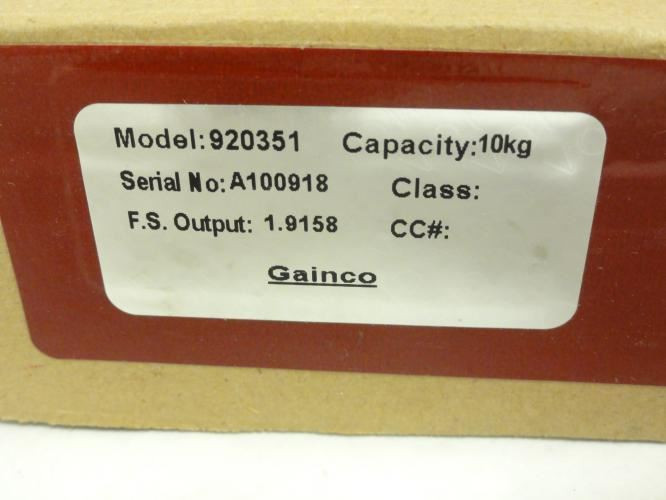 Model:920351 Capacity:10kg
Serial No:A100918 Class:
F.S. Output: 1.9158 CC#:
Gainco